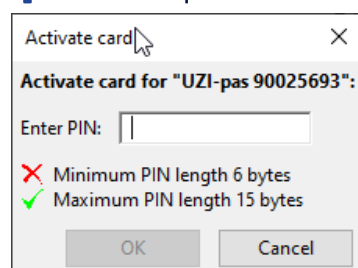 Activate card
Activate card for "UZI-pas 90025693":
Enter PIN:
Minimum PIN length 6 bytes
Maximum PIN length 15 bytes
OK
Cancel